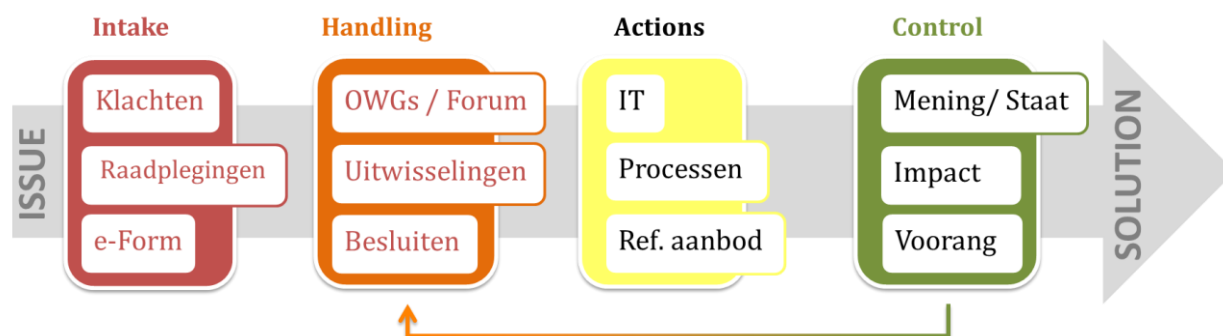 Intake
Handling
Actions
Control
ISSUE
Klachten
Raadplegingen
e-Form
OWGs / Forum
Uitwisselingen
Besluiten
IT
Processen
Ref. aanbod
Mening/ Staat
Impact
Voorang
SOLUTION